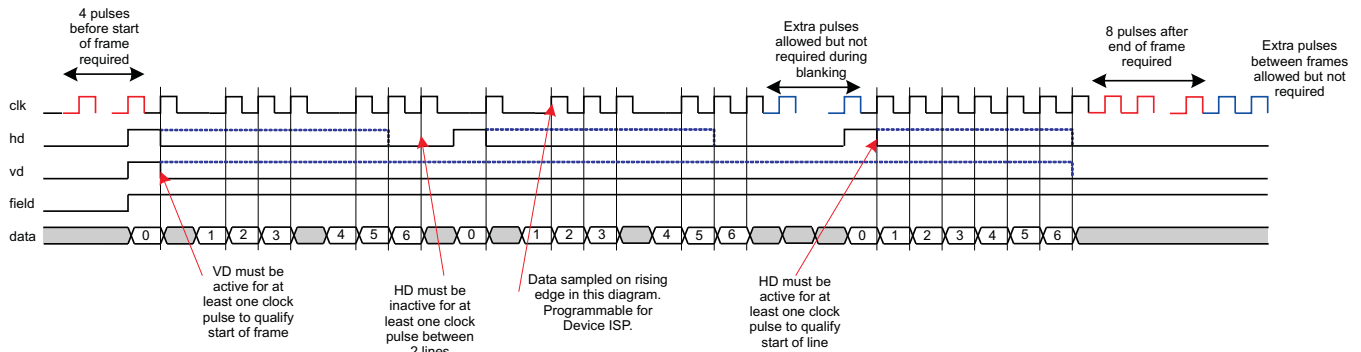 4 pulses
before start
of frame
required
Extra pulses
allowed but not
required during
blanking
8 pulses after
end of frame
required
Extra pulses
between frames
allowed but not
required
clk
hd
vd
field
data
0 1 2 3 4 5 6 0 1 2 3 4 5 6 0 1 2 3 4 5 6
VD must be
active for at
least one clock
pulse to qualify
start of frame
HD must be
inactive for at
least one clock
pulse between
2 lines
Data sampled on rising
edge in this diagram.
Programmable for
Device ISP.
HD must be
active for at
least one clock
pulse to qualify
start of line